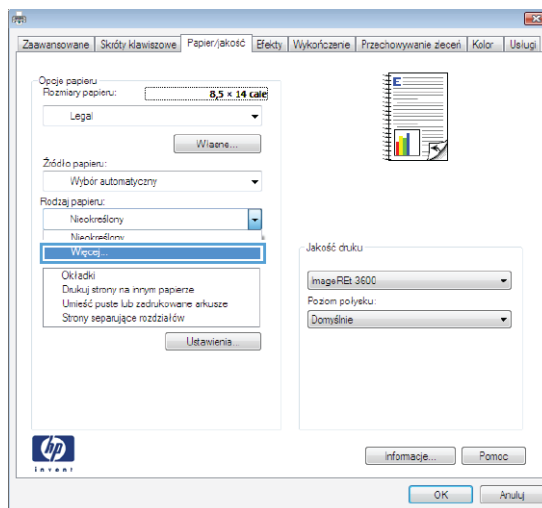 Zaawansowane Skróty klawiszowe Papier/jakość Efekty Wykończenie Przechowywanie zleceń Kolor Usługi
Opcje papieru
Rozmiary papieru: 8,5 × 14 cale
Legal
Własne...
Źródło papieru:
Wybór automatyczny
Rodzaj papieru:
Nieokreślony
Nieokreślony
Więcej...
Okładki
Drukuj strony na innym papierze
Umieść puste lub zadrukowane arkusze
Strony separujące rozdziałów
Ustawienia...
E
Jakość druku
ImageREt 3600
Poziom połysku:
Domyślnie
hp
invent
Informacje... Pomoc
OK Anuluj